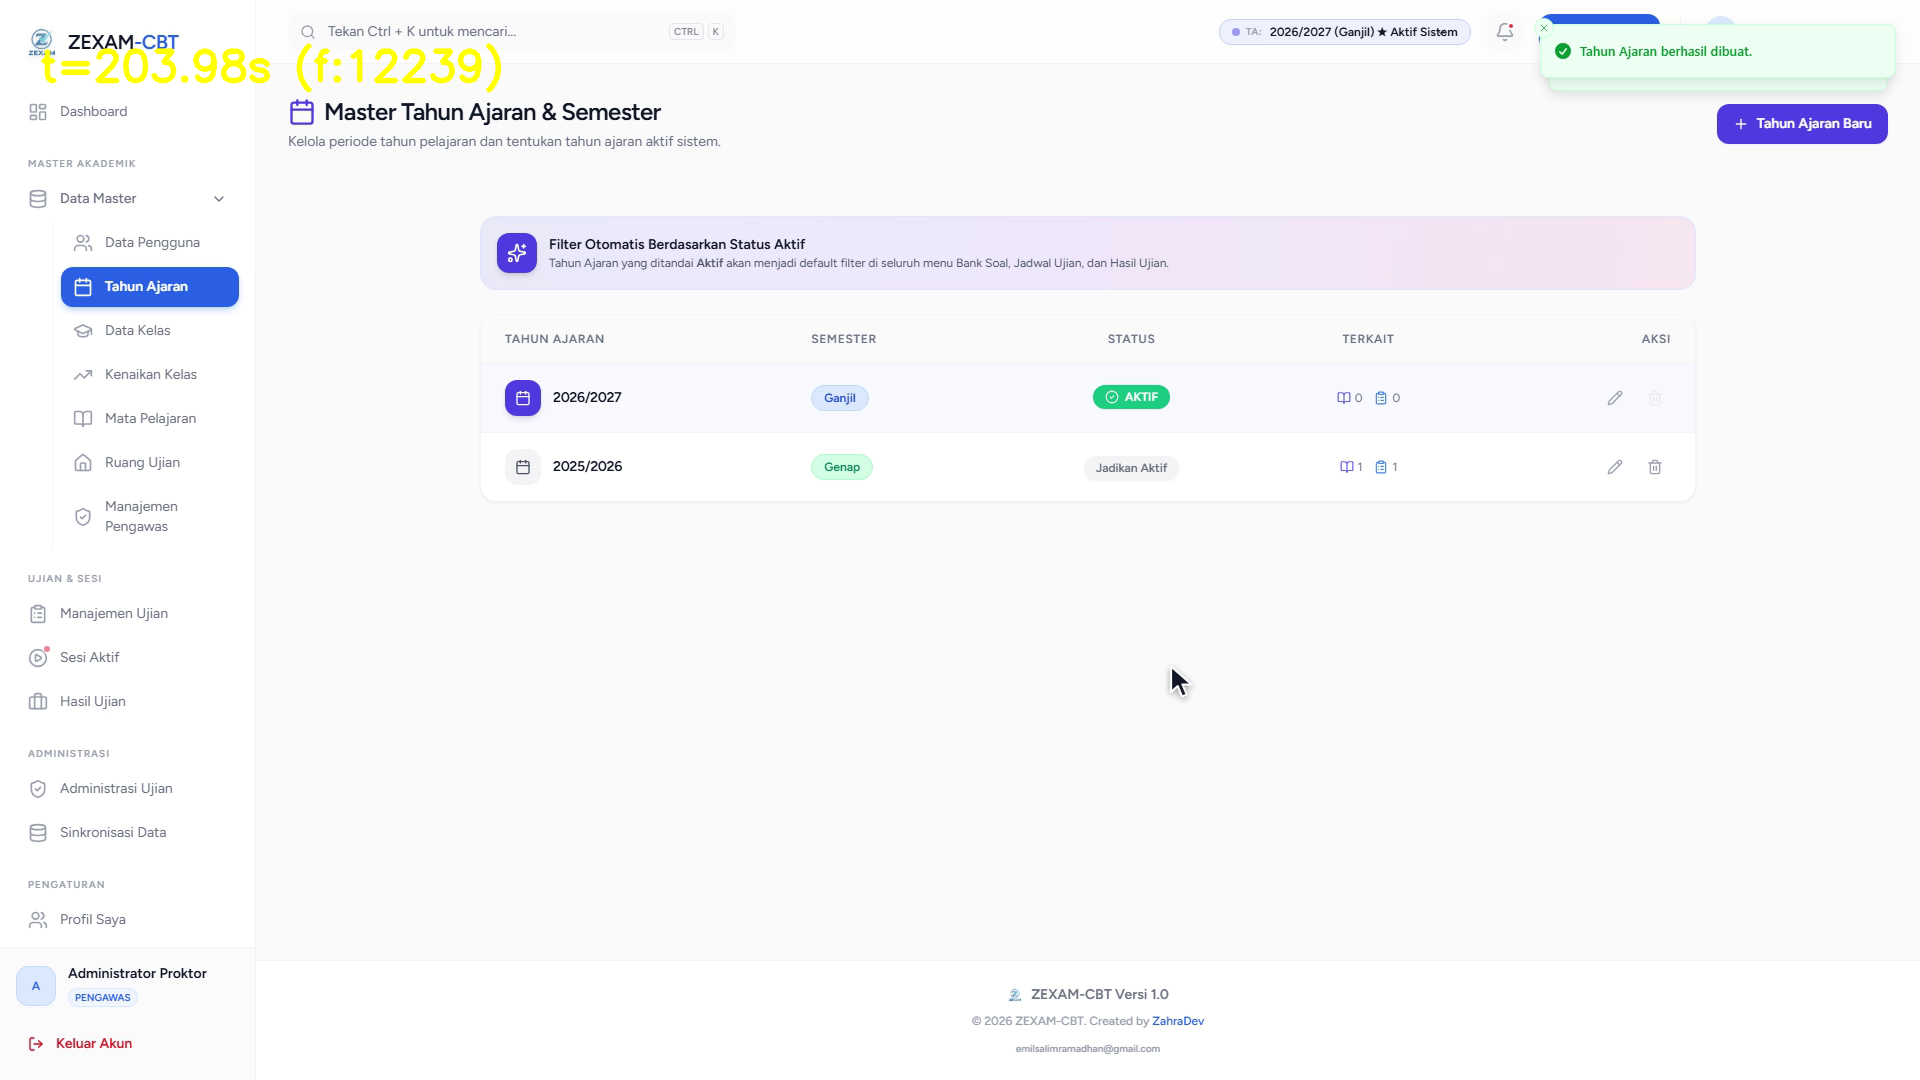 ZEXAM-CBT
t=203.98s (f:12239)
Tekan Ctrl + K untuk mencari...
CTRL K
TA: 2026/2027 (Ganjil) ★ Aktif Sistem
Tahun Ajaran berhasil dibuat.
Dashboard
MASTER AKADEMIK
Data Master
Data Pengguna
Tahun Ajaran
Data Kelas
Kenaikan Kelas
Mata Pelajaran
Ruang Ujian
Manajemen
Pengawas
UJIAN & SESI
Manajemen Ujian
Sesi Aktif
Hasil Ujian
ADMINISTRASI
Administrasi Ujian
Sinkronisasi Data
PENGATURAN
Profil Saya
A
Administrator Proktor
PENGAWAS
Keluar Akun
Master Tahun Ajaran & Semester
Kelola periode tahun pelajaran dan tentukan tahun ajaran aktif sistem.
+ Tahun Ajaran Baru
Filter Otomatis Berdasarkan Status Aktif
Tahun Ajaran yang ditandai Aktif akan menjadi default filter di seluruh menu Bank Soal, Jadwal Ujian, dan Hasil Ujian.
TAHUN AJARAN SEMESTER STATUS TERKAIT AKSI
2026/2027 Ganjil AKTIF 0 0
2025/2026 Genap Jadikan Aktif 1 1
ZEXAM-CBT Versi 1.0
© 2026 ZEXAM-CBT. Created by ZahraDev
emilsalimramadhan@gmail.com